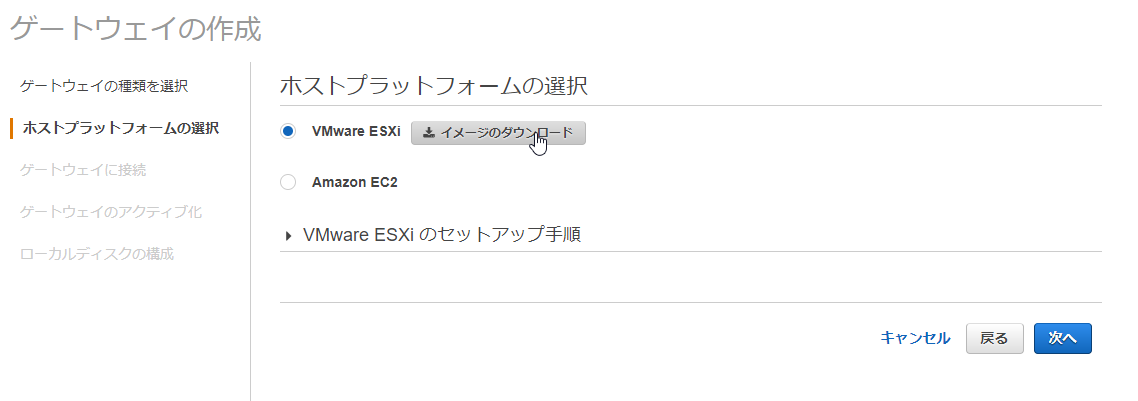 ゲートウェイの作成
ゲートウェイの種類を選択
ホストプラットフォームの選択
ゲートウェイに接続
ゲートウェイのアクティブ化
ローカルディスクの構成
ホストプラットフォームの選択
VMware ESXi イメージのダウンロード
Amazon EC2
VMware ESXi のセットアップ手順
キャンセル 戻る 次へ